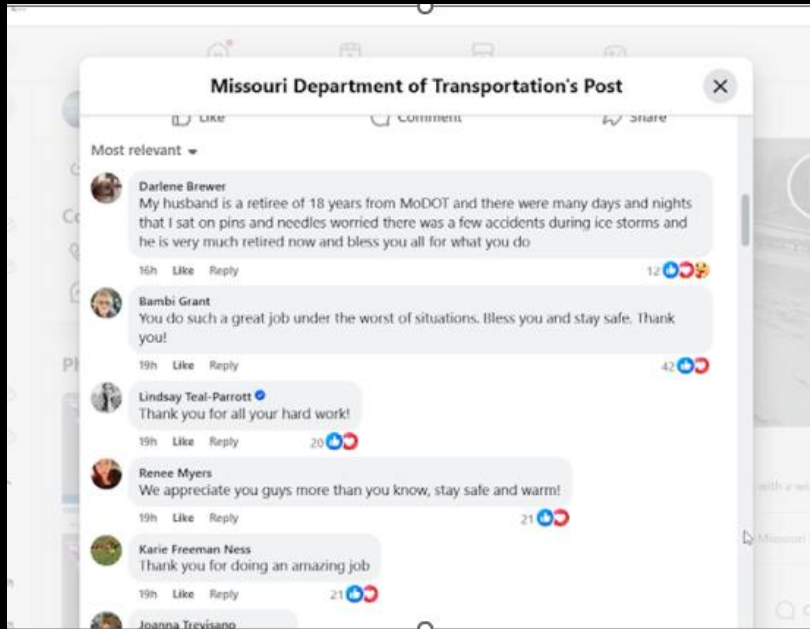 Missouri Department of Transportation's Post
Like Comment Share
Most relevant
Darlene Brewer
My husband is a retiree of 18 years from MoDOT and there were many days and nights
that I sat on pins and needles worried there was a few accidents during ice storms and
he is very much retired now and bless you all for what you do
16h Like Reply 12
Bambi Grant
You do such a great job under the worst of situations. Bless you and stay safe. Thank
you!
19h Like Reply 42
Lindsay Teal-Parrott
Thank you for all your hard work!
19h Like Reply 20
Renee Myers
We appreciate you guys more than you know, stay safe and warm!
19h Like Reply 21
Karie Freeman Ness
Thank you for doing an amazing job
19h Like Reply 21
Joanna Trevisano
with a wi
Missouri